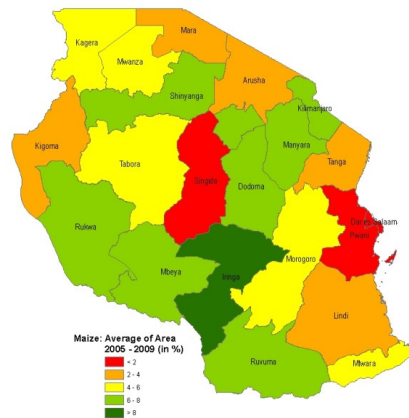 Mara
Kagera
Mwanza
Arusha
Shinyanga
Kilimanjaro
Kigoma
Manyara
Tanga
Tabora
Singida
Dodoma
Dar es Salaam
Pwani
Rukwa
Morogoro
Mbeya
Iringa
Lindi
Maize: Average of Area
2005 - 2009 (in %)
< 2
2 - 4
4 - 6
6 - 8
> 8
Ruvuma
Mtwara